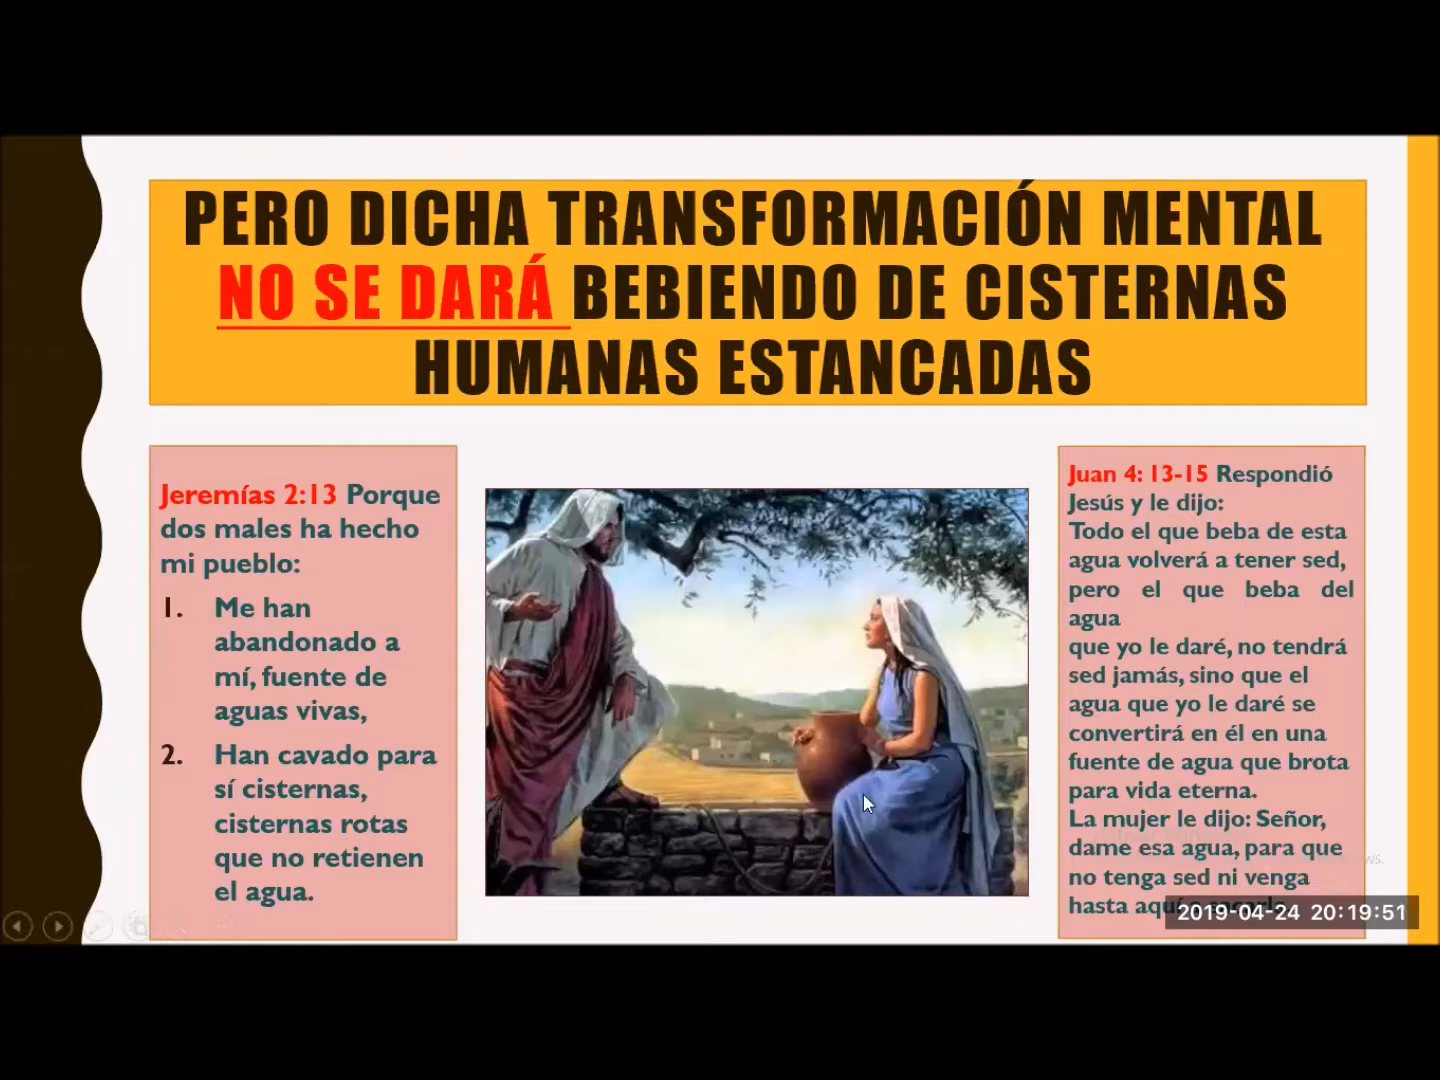 PERO DICHA TRANSFORMACIÓN MENTAL
NO SE DARÁ BEBIENDO DE CISTERNAS
HUMANAS ESTANCADAS
Jeremías 2:13 Porque
dos males ha hecho
mi pueblo:
1. Me han
abandonado a
mí, fuente de
aguas vivas,
2. Han cavado para
sí cisternas,
cisternas rotas
que no retienen
el agua.
Juan 4: 13-15 Respondió
Jesús y le dijo:
Todo el que beba de esta
agua volverá a tener sed,
pero el que beba del
agua
que yo le daré, no tendrá
sed jamás, sino que el
agua que yo le daré se
convertirá en él en una
fuente de agua que brota
para vida eterna.
La mujer le dijo: Señor,
dame esa agua, para que
no tenga sed ni venga
hasta aquí
2019-04-24 20:19:51